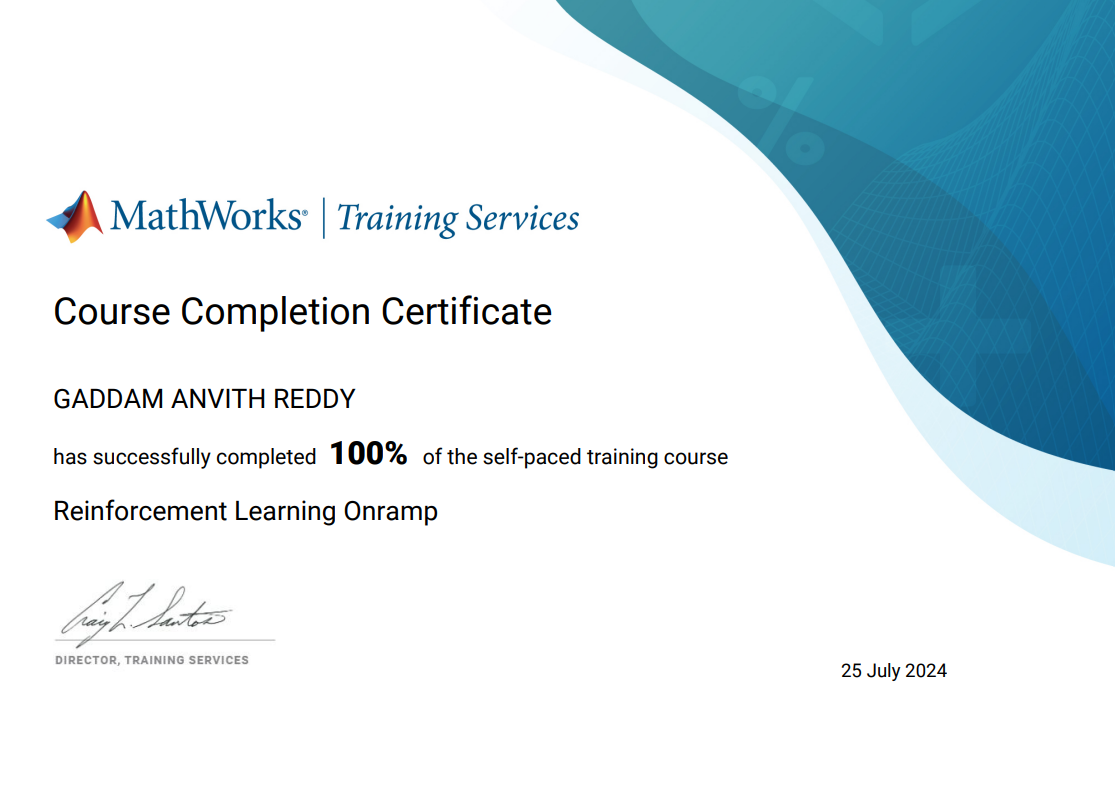 MathWorks® | Training Services
Course Completion Certificate
GADDAM ANVITH REDDY
has successfully completed 100% of the self-paced training course
Reinforcement Learning Onramp
Craig L. Santos
DIRECTOR, TRAINING SERVICES
25 July 2024